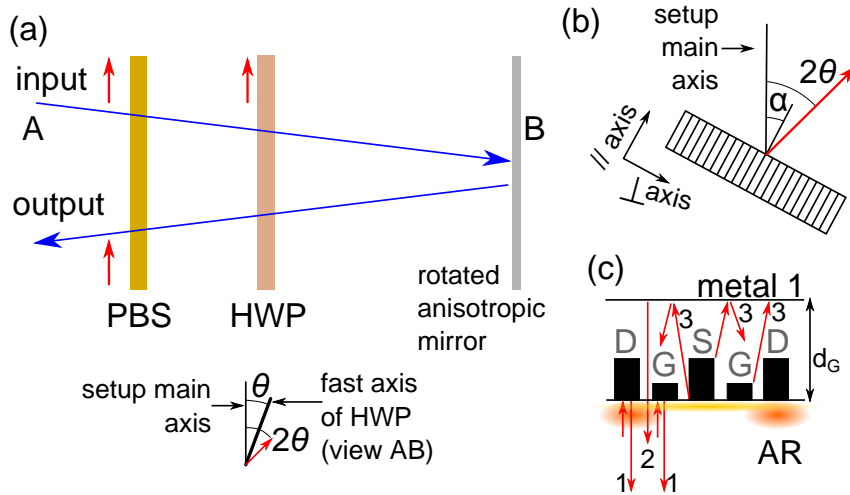 (a)
input
A
B
output
PBS
HWP
rotated
anisotropic
mirror
setup main
axis
θ
2θ
fast axis
of HWP
(view AB)
(b)
setup
main
axis
2θ
α
// axis
⊥axis
(c)
metal 1
3
3
3
D
G
S
G
D
dG
AR
1
2
1